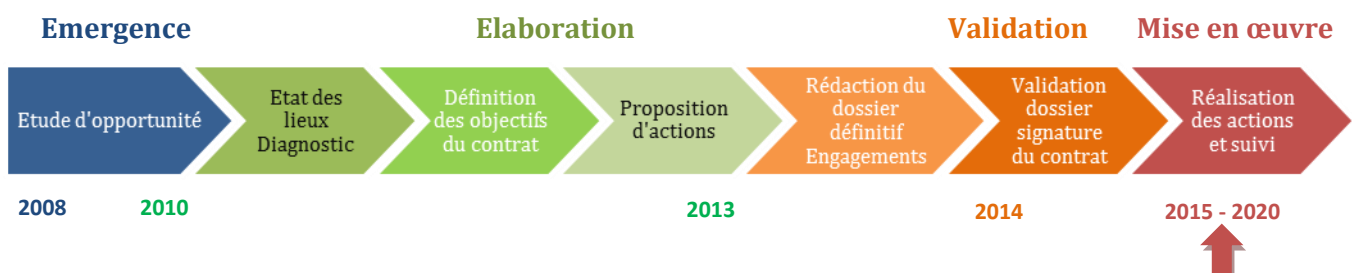 Emergence
Elaboration
Validation
Mise en œuvre
Etude d'opportunité
Etat des
lieux
Diagnostic
Définition
des objectifs
du contrat
Proposition
d'actions
Rédaction du
dossier
définitif
Engagements
Validation
dossier
signature
du contrat
Réalisation
des actions
et suivi
2008
2010
2013
2014
2015 - 2020